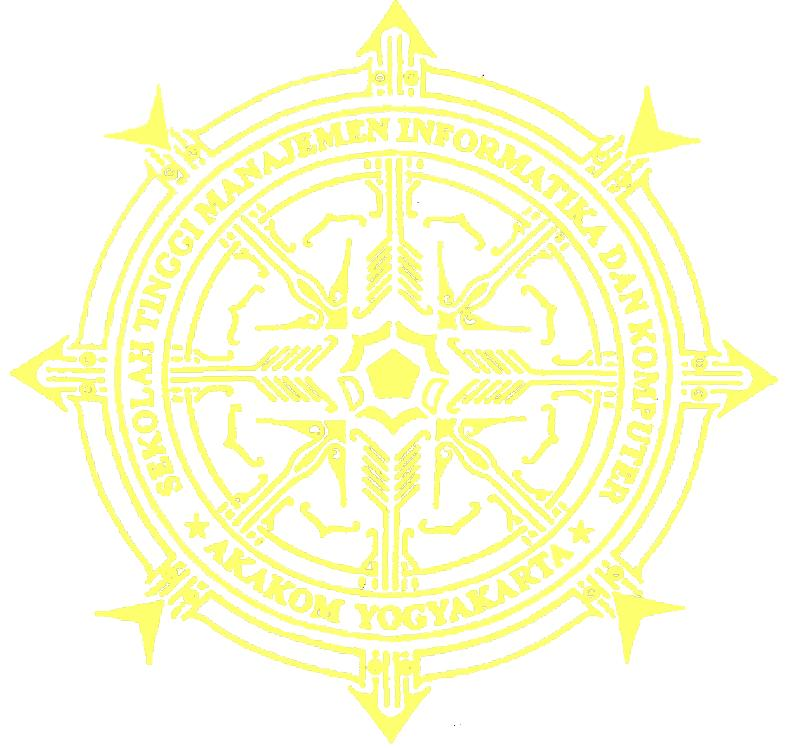 SEKOLAH TINGGI MANAJEMEN INFORMATIKA DAN KOMPUTER
★ AKAKOM YOGYAKARTA ★